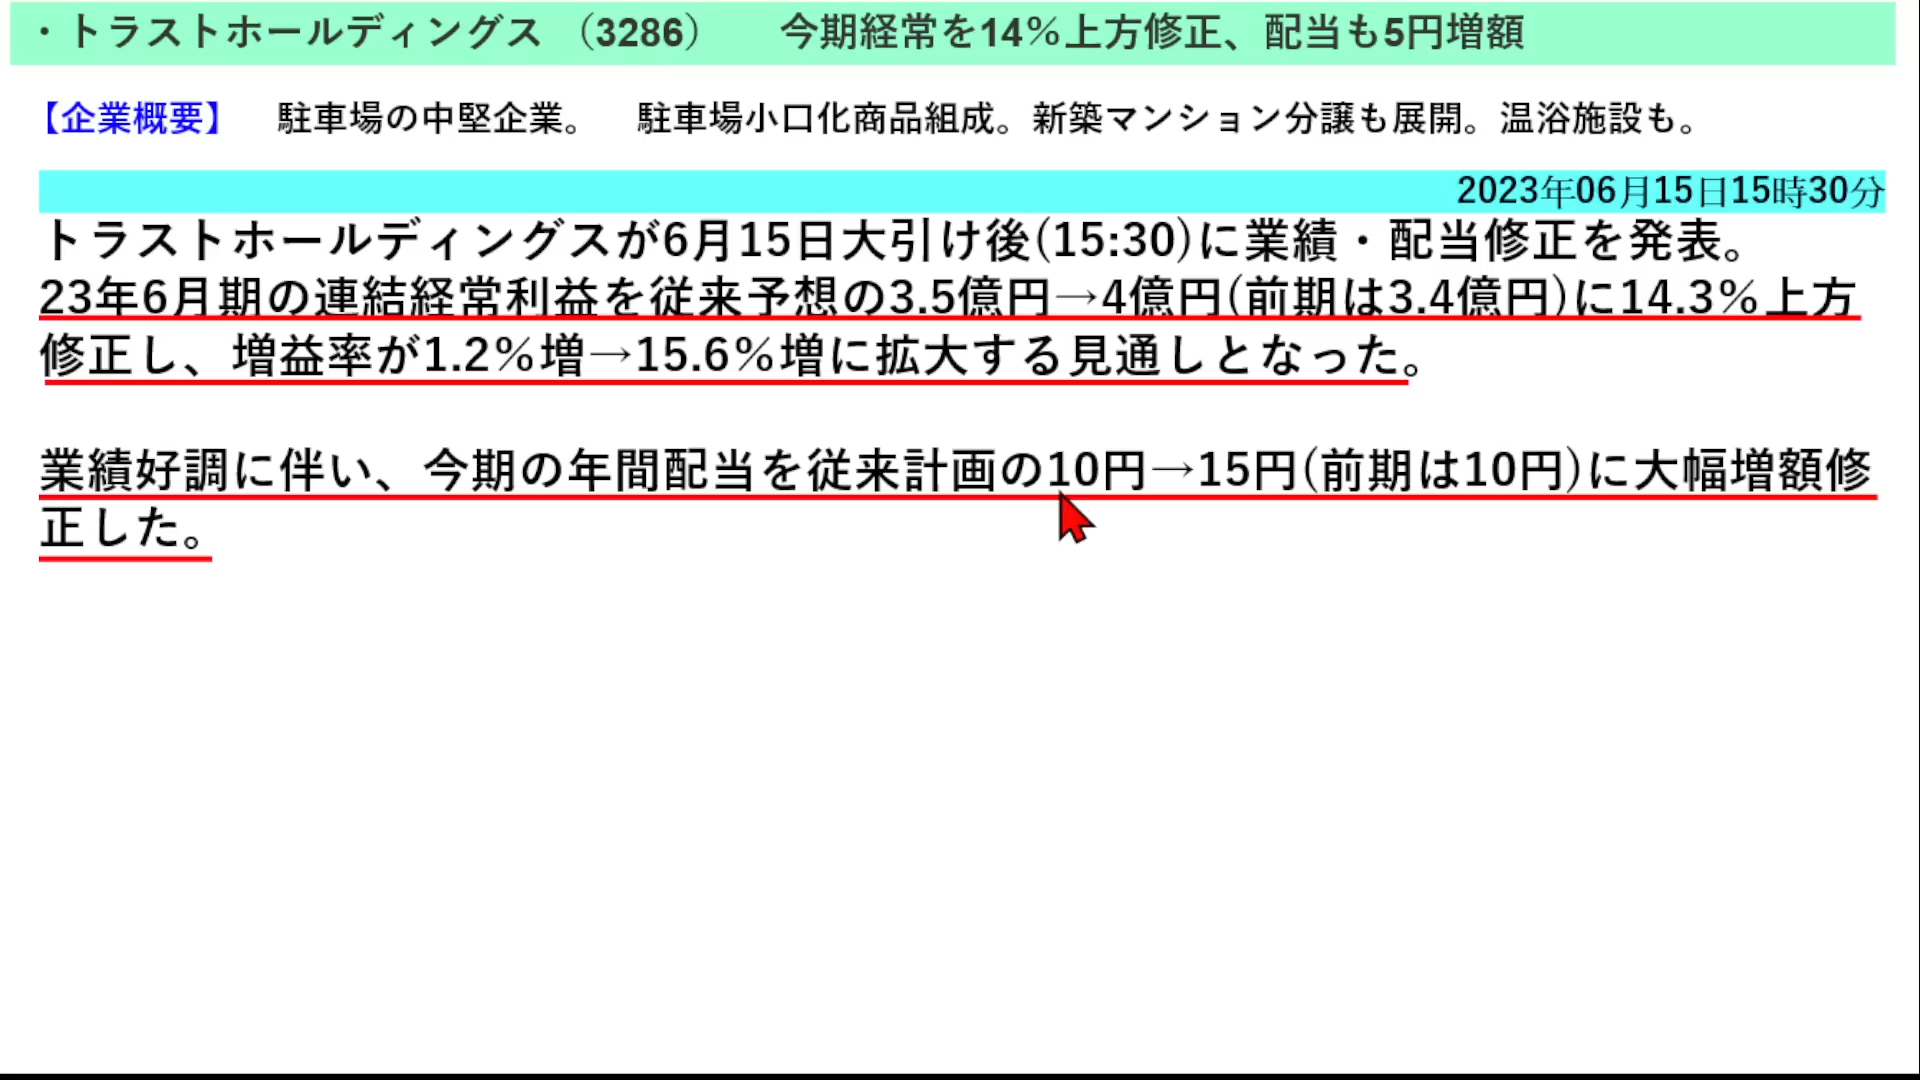 ・トラストホールディングス （3286） 今期経常を14％上方修正、配当も5円増額
【企業概要】 駐車場の中堅企業。 駐車場小口化商品組成。新築マンション分譲も展開。温浴施設も。
2023年06月15日15時30分
トラストホールディングスが6月15日大引け後(15:30)に業績・配当修正を発表。
23年6月期の連結経常利益を従来予想の3.5億円→4億円(前期は3.4億円)に14.3％上方
修正し、増益率が1.2％増→15.6％増に拡大する見通しとなった。
業績好調に伴い、今期の年間配当を従来計画の10円→15円(前期は10円)に大幅増額修
正した。